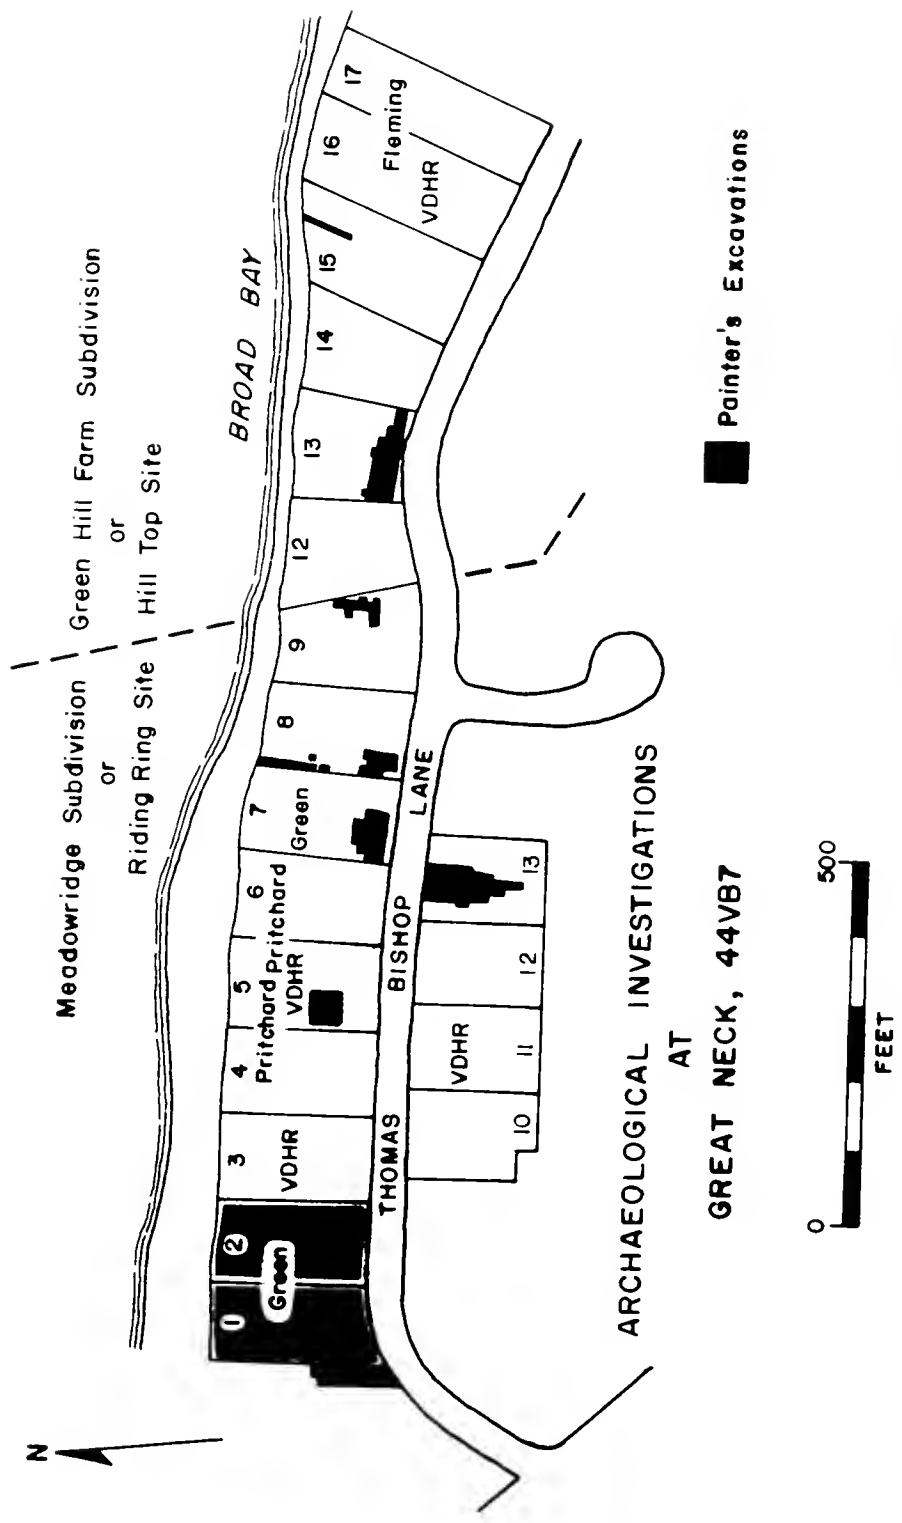 Meadowridge Subdivision
or
Riding Ring Site
Green Hill Farm Subdivision
or
Hill Top Site
BROAD BAY
N
1
2
Green
3
VDHR
4
5
Pritchard
VDHR
6
Pritchard
7
Green
8
9
12
13
14
15
16
17
VDHR
Fleming
THOMAS BISHOP LANE
10
11
VDHR
12
13
ARCHAEOLOGICAL INVESTIGATIONS
AT
GREAT NECK, 44VB7
Painter's Excavations
0 500
FEET